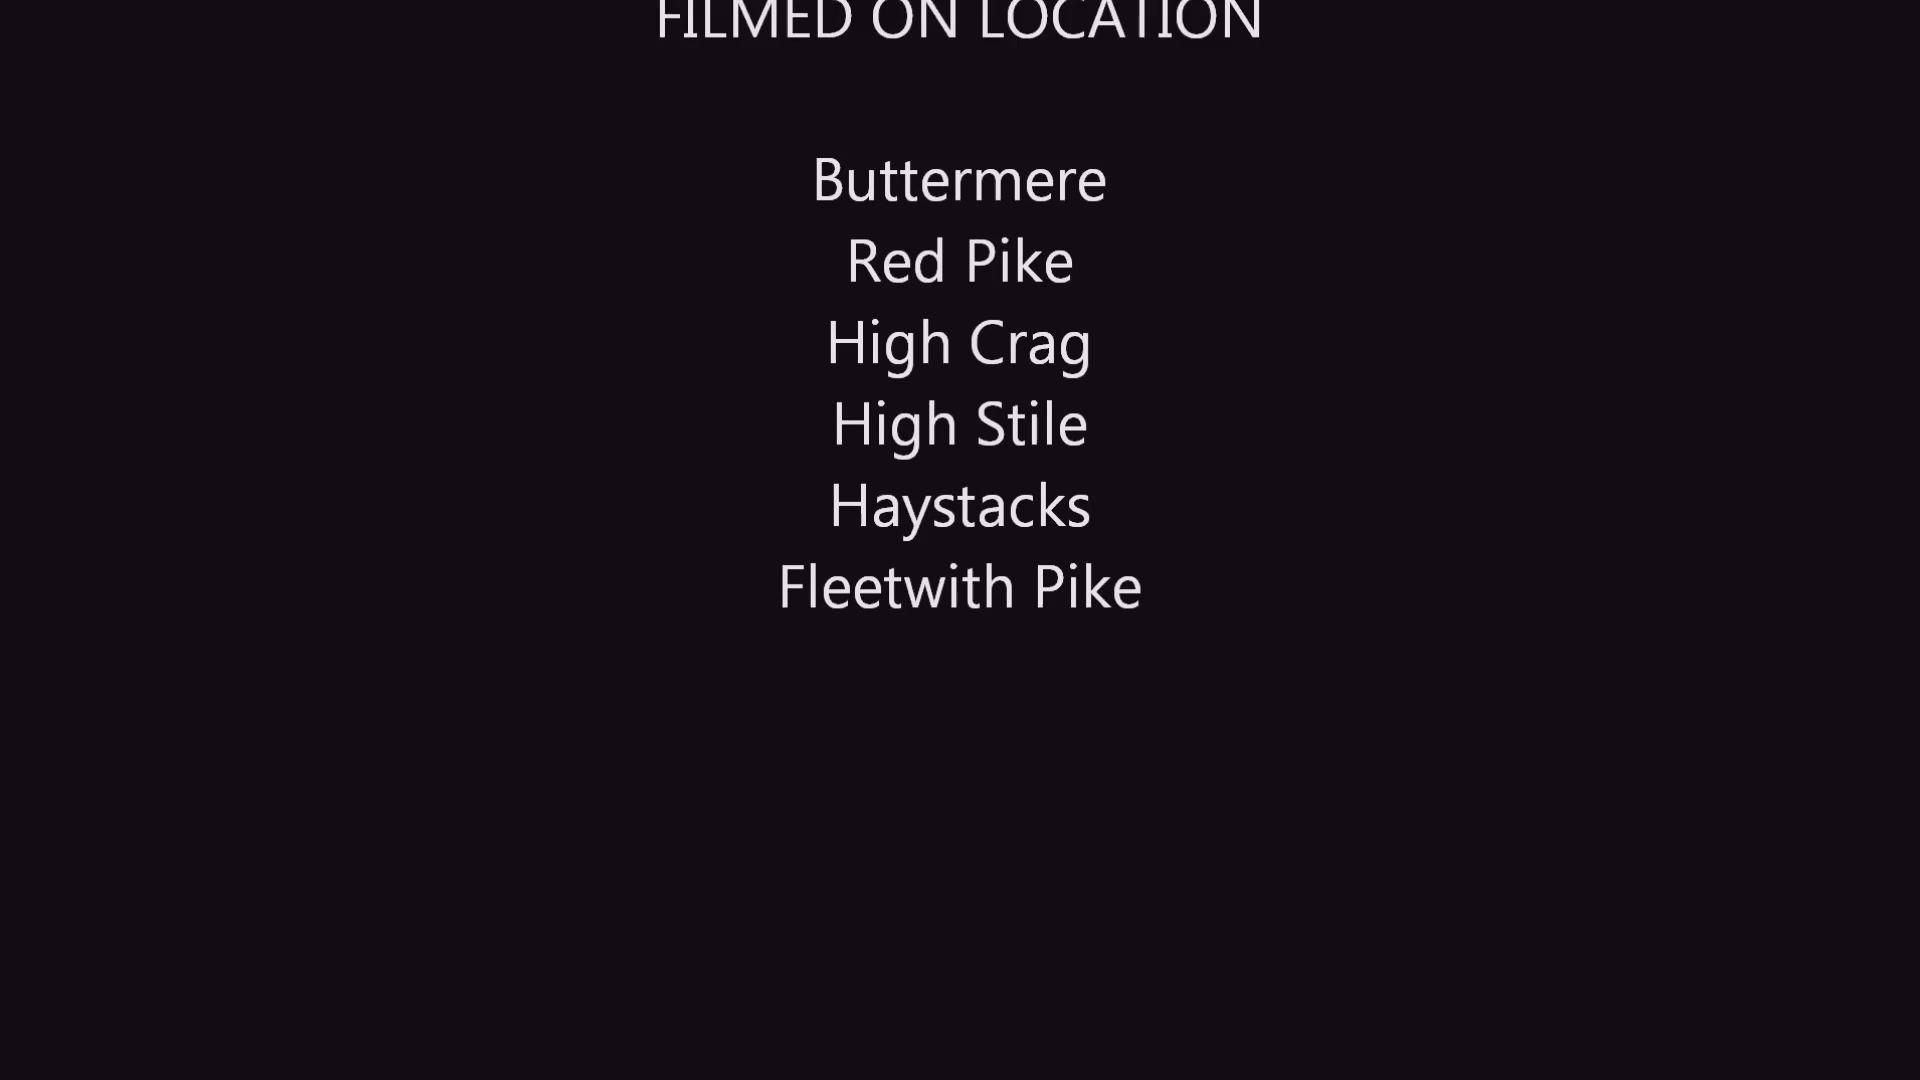 FILMED ON LOCATION
Buttermere
Red Pike
High Crag
High Stile
Haystacks
Fleetwith Pike